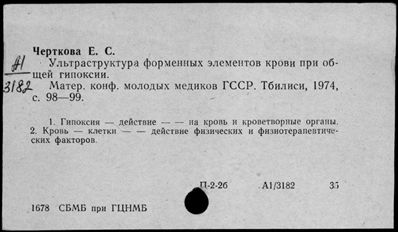 Черткова Е. С.
Ультраструктура форменных элементов крови при об-
щей гипоксии.
Матер. конф. молодых медиков ГССР. Тбилиси, 1974,
с. 98—99.
А1
3182
1. Гипоксия — действие — — на кровь и кроветворные органы.
2. Кровь — клетки — — действие физических и физиотерапевтиче-
ских факторов.
П-2-2б А1/3182 35
1678 СБМБ при ГЦНМБ